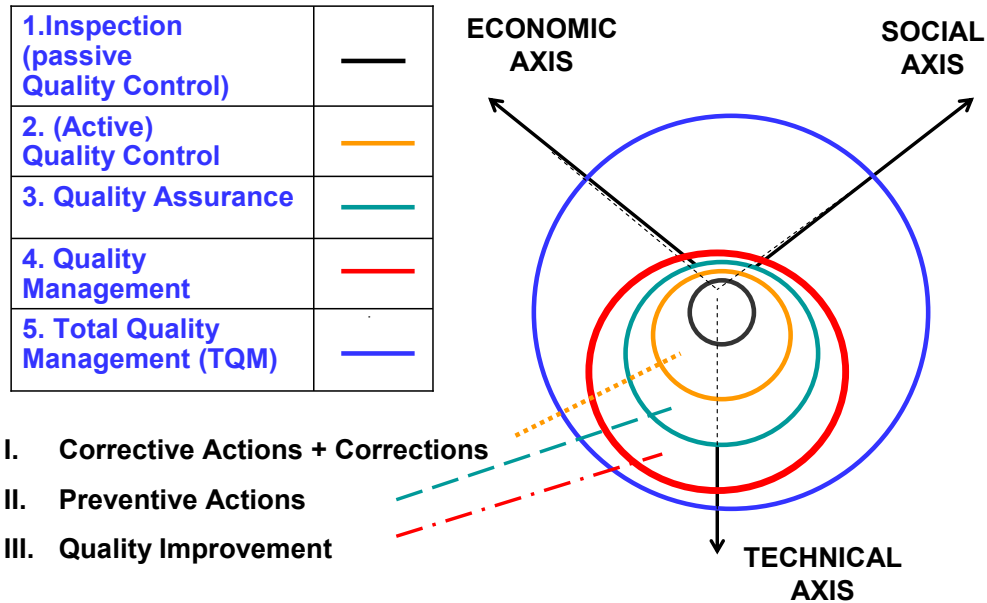 1.Inspection
(passive
Quality Control)
2. (Active)
Quality Control
3. Quality Assurance
4. Quality
Management
5. Total Quality
Management (TQM)
ECONOMIC
AXIS
SOCIAL
AXIS
I. Corrective Actions + Corrections
II. Preventive Actions
III. Quality Improvement
TECHNICAL
AXIS